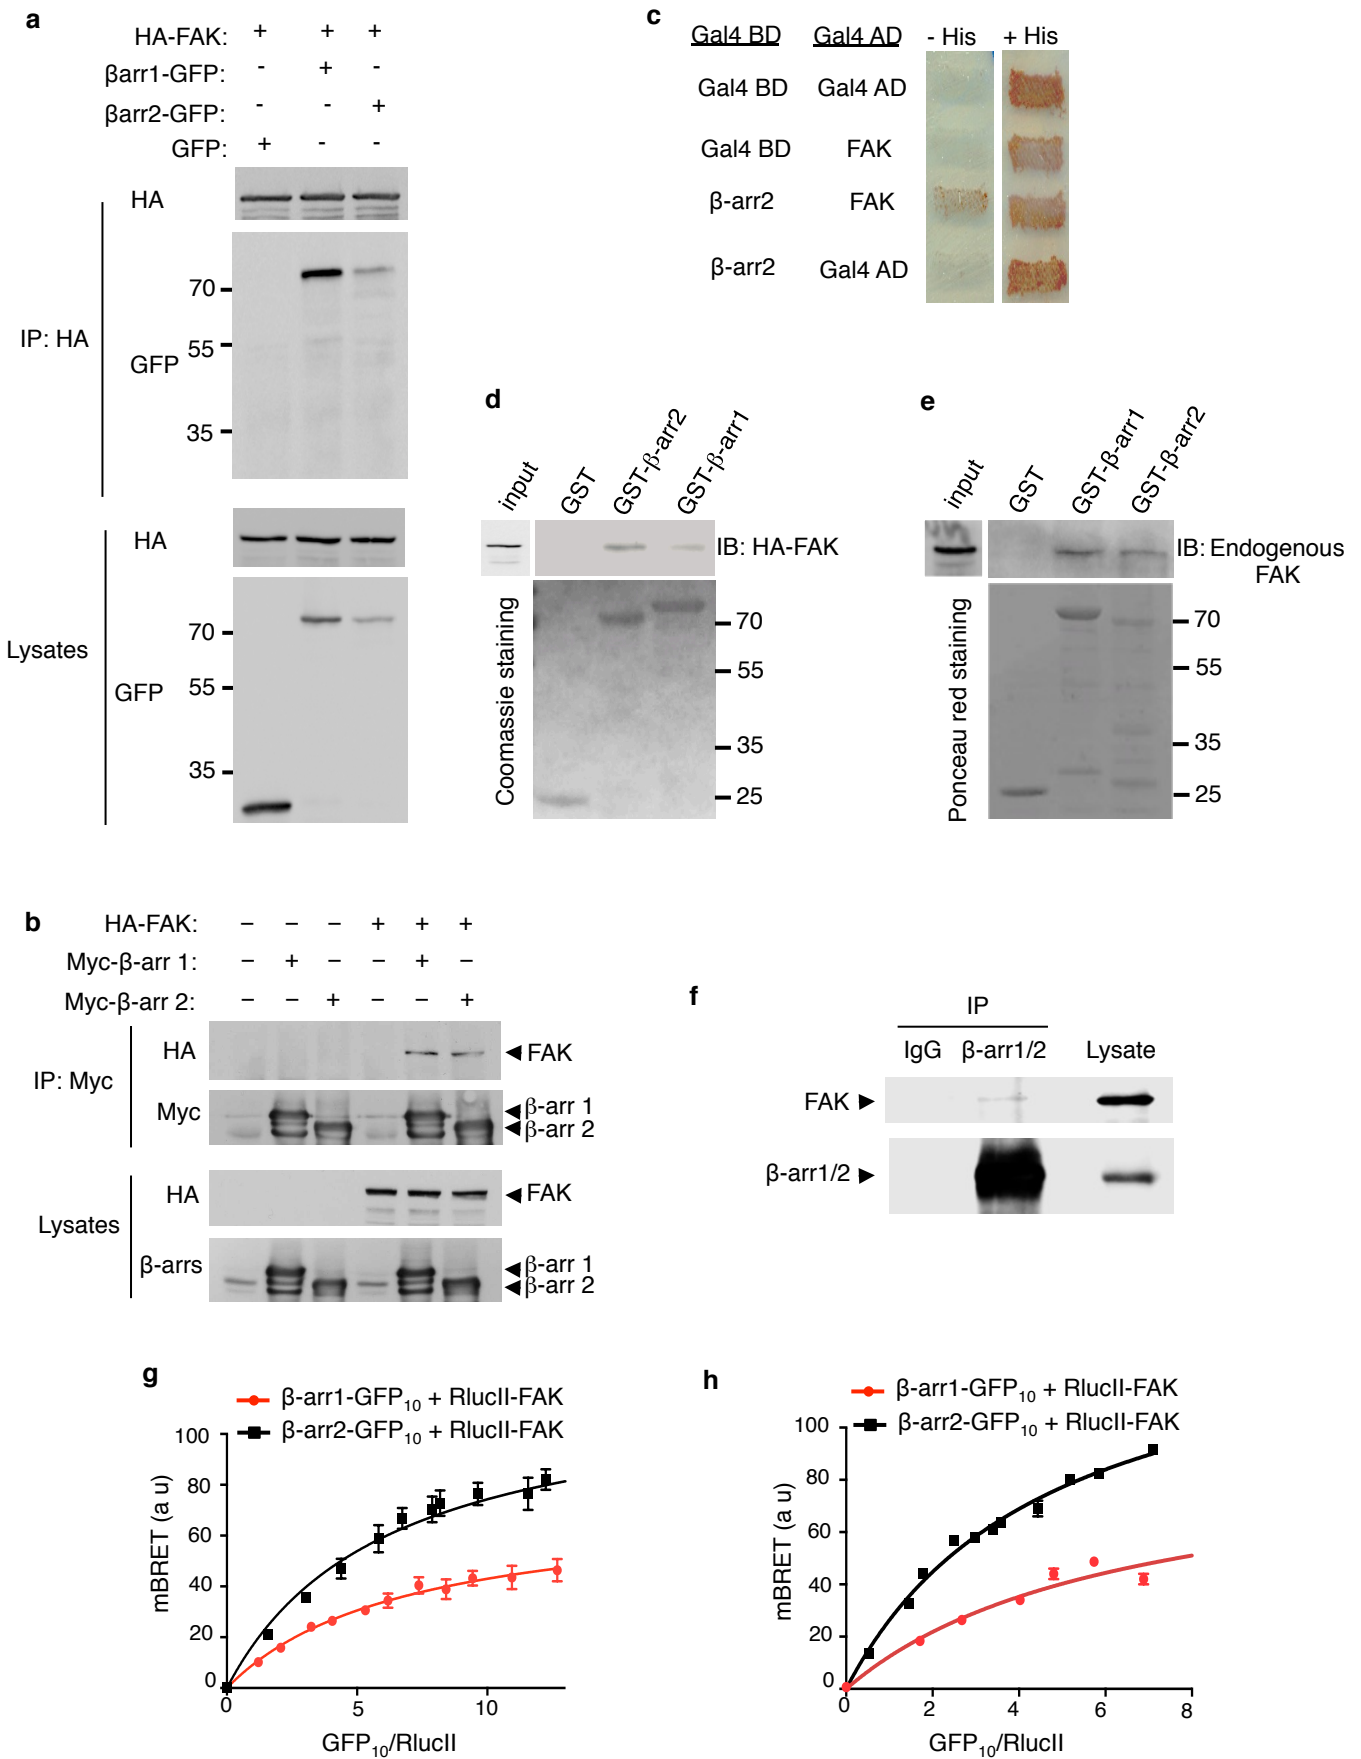 a
HA-FAK: + + +
βarr1-GFP: - + -
βarr2-GFP: - - +
GFP: + - -
HA
IP: HA
GFP
70
55
35
HA
Lysates
GFP
70
55
35
b
HA-FAK: – – – + + +
Myc-β-arr 1: – + – – + –
Myc-β-arr 2: – – + – – +
IP: Myc
HA
FAK
Myc
β-arr 1
β-arr 2
Lysates
HA
FAK
β-arrs
β-arr 1
β-arr 2
c
Gal4 BD Gal4 AD - His + His
Gal4 BD Gal4 AD
Gal4 BD FAK
β-arr2 FAK
β-arr2 Gal4 AD
d
input GST GST-β-arr2 GST-β-arr1
IB: HA-FAK
Coomassie staining
70
55
35
25
e
input GST GST-β-arr1 GST-β-arr2
IB: Endogenous
FAK
Ponceau red staining
70
55
35
25
f
IP
IgG β-arr1/2 Lysate
FAK
β-arr1/2
g
β-arr1-GFP10 + RlucII-FAK
β-arr2-GFP10 + RlucII-FAK
mBRET (a u)
100
80
60
40
20
0
0 5 10
GFP10/RlucII
h
β-arr1-GFP10 + RlucII-FAK
β-arr2-GFP10 + RlucII-FAK
mBRET (a u)
100
80
60
40
20
0
0 2 4 6 8
GFP10/RlucII